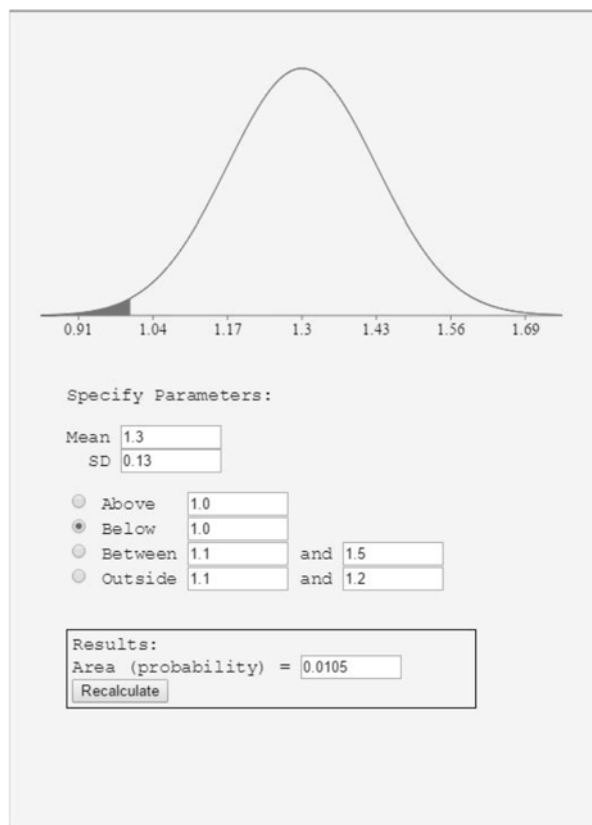 0.91 1.04 1.17 1.3 1.43 1.56 1.69
Specify Parameters:
Mean 1.3
SD 0.13
Above 1.0
Below 1.0
Between 1.1 and 1.5
Outside 1.1 and 1.2
Results:
Area (probability) = 0.0105
Recalculate